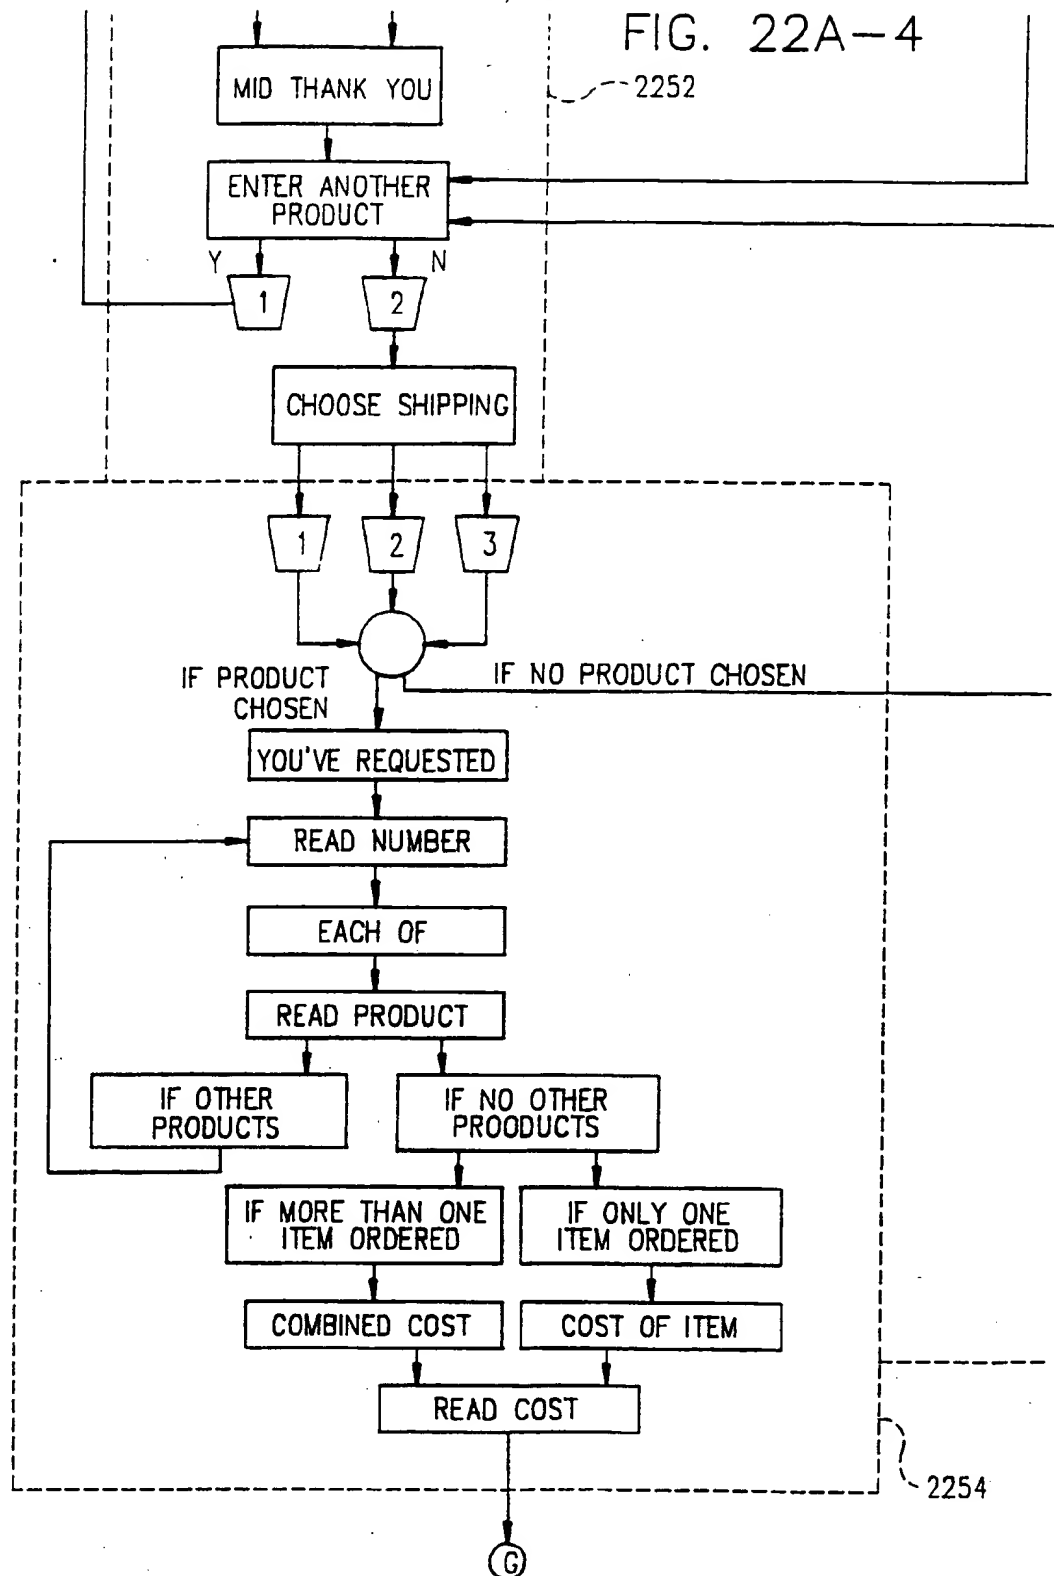 FIG. 22A-4
MID THANK YOU
2252
ENTER ANOTHER
PRODUCT
Y
N
1
2
CHOOSE SHIPPING
1
2
3
IF PRODUCT
CHOSEN
IF NO PRODUCT CHOSEN
YOU'VE REQUESTED
READ NUMBER
EACH OF
READ PRODUCT
IF OTHER
PRODUCTS
IF NO OTHER
PROODUCTS
IF MORE THAN ONE
ITEM ORDERED
IF ONLY ONE
ITEM ORDERED
COMBINED COST
COST OF ITEM
READ COST
2254
G